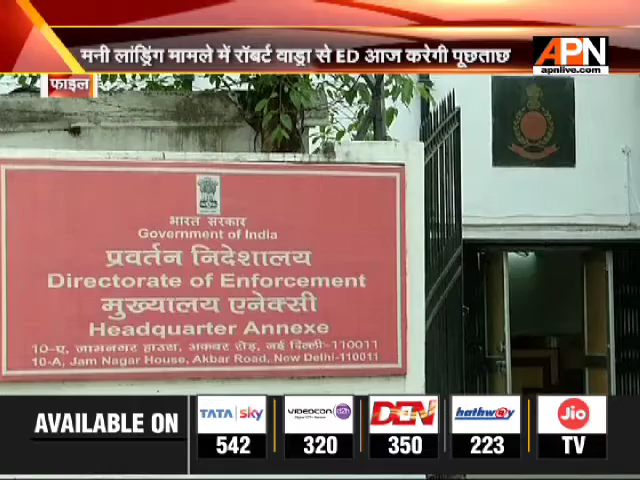 मनी लांड्रिंग मामले में रॉबर्ट वाड्रा से ED आज करेगी पूछताछ
APN
apnlive.com
फाइल
भारत सरकार
Government of India
प्रवर्तन निदेशालय
Directorate of Enforcement
मुख्यालय एनेक्सी
Headquarter Annexe
10-ए, जामनगर हाउस, अकबर रोड़, नई दिल्ली-110011
10-A, Jam Nagar House, Akbar Road, New Delhi-110011
AVAILABLE ON
TATA sky
542
VIDEOCON d2h
320
DEN
350
hathway
223
Jio
TV